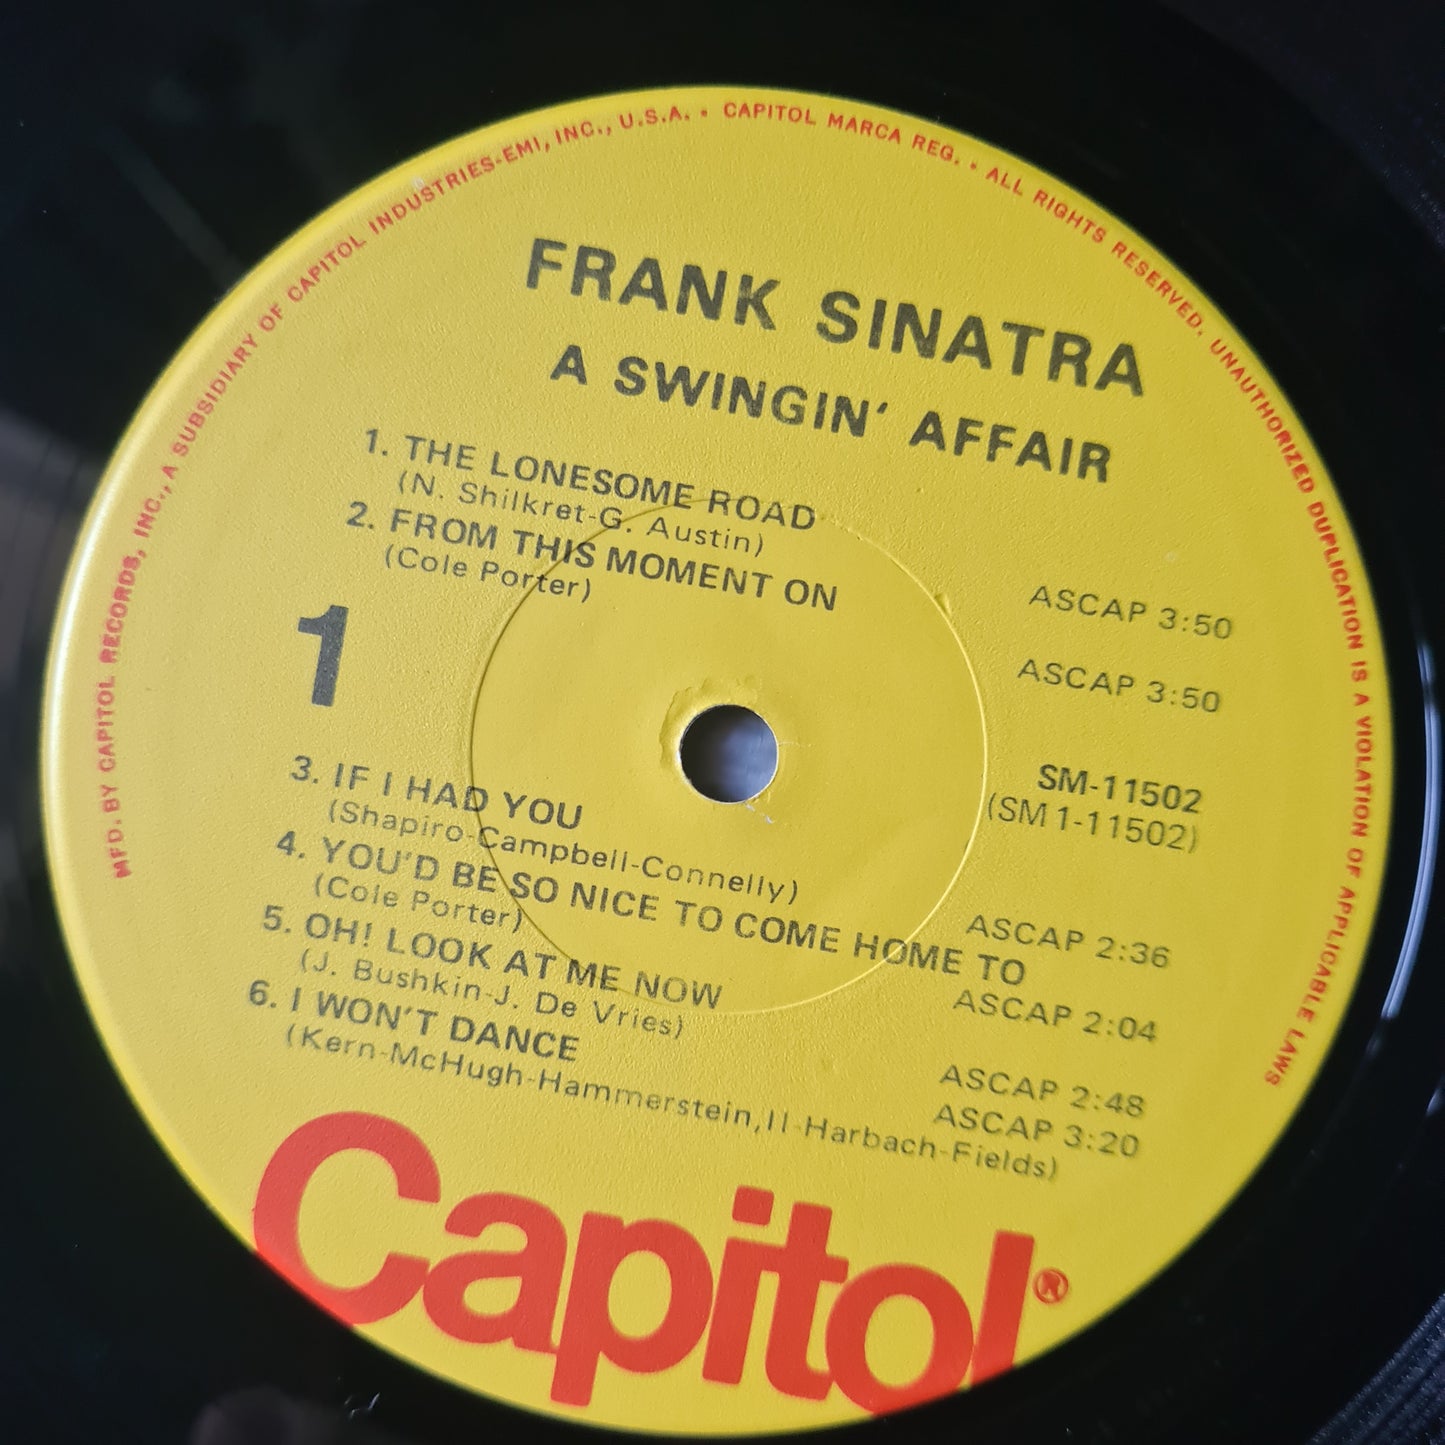 MFD. BY CAPITOL RECORDS, INC., A SUBSIDIARY OF CAPITOL INDUSTRIES-EMI, INC., U.S.A. • CAPITOL MARCA REG. • ALL RIGHTS RESERVED. UNAUTHORIZED DUPLICATION IS A VIOLATION OF APPLICABLE LAWS
FRANK SINATRA
A SWINGIN' AFFAIR
1. THE LONESOME ROAD
(N. Shilkret-G. Austin) ASCAP 3:50
2. FROM THIS MOMENT ON
(Cole Porter) ASCAP 3:50
1
SM-11502
(SM 1-11502)
3. IF I HAD YOU
(Shapiro-Campbell-Connelly) ASCAP 2:36
4. YOU'D BE SO NICE TO COME HOME TO
(Cole Porter) ASCAP 2:04
5. OH! LOOK AT ME NOW
(J. Bushkin-J. De Vries) ASCAP 2:48
6. I WON'T DANCE ASCAP 3:20
(Kern-McHugh-Hammerstein,II-Harbach-Fields)
Capitol®